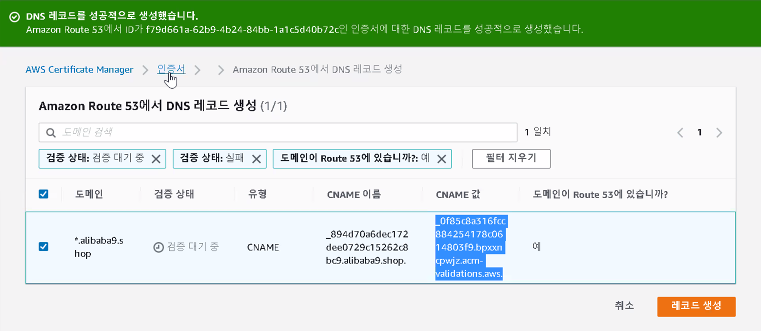 DNS 레코드를 성공적으로 생성했습니다.
Amazon Route 53에서 ID가 f79d661a-62b9-4b24-84bb-1a1c5d40b72c인 인증서에 대한 DNS 레코드를 성공적으로 생성했습니다.
AWS Certificate Manager > 인증서 > > Amazon Route 53에서 DNS 레코드 생성
Amazon Route 53에서 DNS 레코드 생성 (1/1)
도메인 검색 1 일치 < 1 >
검증 상태: 검증 대기 중 × 검증 상태: 실패 × 도메인이 Route 53에 있습니까?: 예 × 필터 지우기
도메인 검증 상태 유형 CNAME 이름 CNAME 값 도메인이 Route 53에 있습니까?
*.alibaba9.s
hop
검증 대기 중
CNAME
_894d70a6dec172
dee0729c15262c8
bc9.alibaba9.shop.
_0f85c8a316fcc
884254178c06
14803f9.bpxxn
cpwjz.acm-
validations.aws.
예
취소 레코드 생성